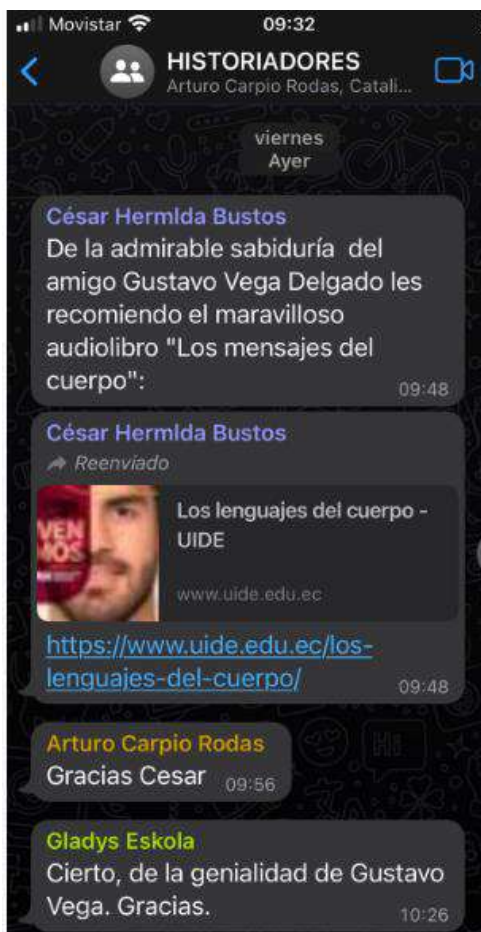 Movistar 09:32
HISTORIADORES
Arturo Carpio Rodas, Catali...
viernes
Ayer
César HermIda Bustos
De la admirable sabiduría del
amigo Gustavo Vega Delgado les
recomiendo el maravilloso
audiolibro "Los mensajes del
cuerpo":
09:48
César HermIda Bustos
Reenviado
VEN
MOS
Los lenguajes del cuerpo -
UIDE
www.uide.edu.ec
https://www.uide.edu.ec/los-
lenguajes-del-cuerpo/
09:48
Arturo Carpio Rodas
Gracias Cesar 09:56
Gladys Eskola
Cierto, de la genialidad de Gustavo
Vega. Gracias.
10:26